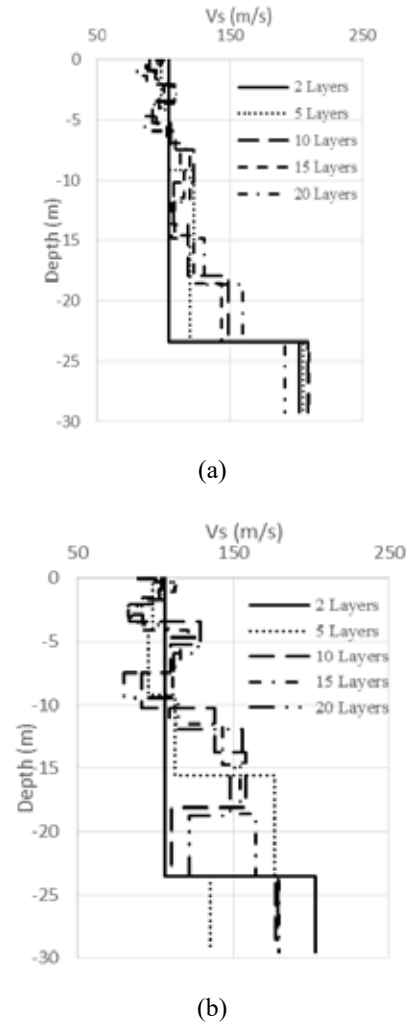 Vs (m/s)
50 150 250
0
-5
-10
-15
-20
-25
-30
Depth (m)
2 Layers
5 Layers
10 Layers
15 Layers
20 Layers
(a)
Vs (m/s)
50 150 250
0
-5
-10
-15
-20
-25
-30
Depth (m)
2 Layers
5 Layers
10 Layers
15 Layers
20 Layers
(b)